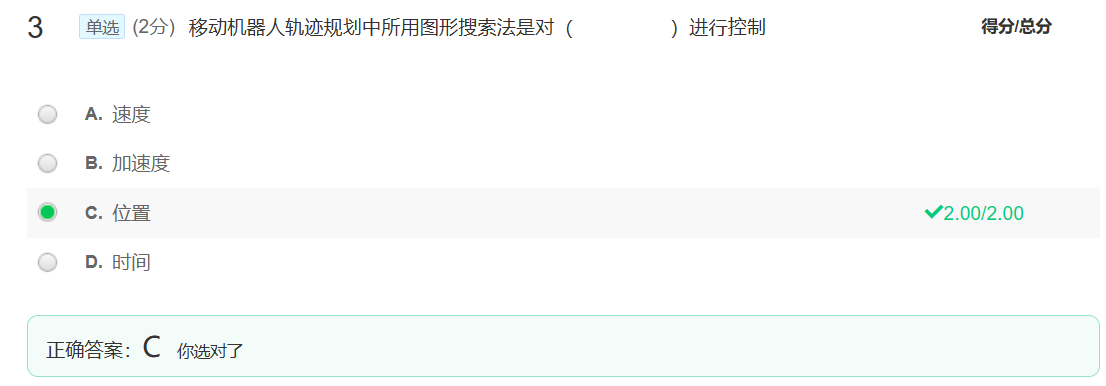 3 单选 (2分) 移动机器人轨迹规划中所用图形搜索法是对（ ）进行控制 得分/总分
A. 速度
B. 加速度
C. 位置 2.00/2.00
D. 时间
正确答案：C 你选对了